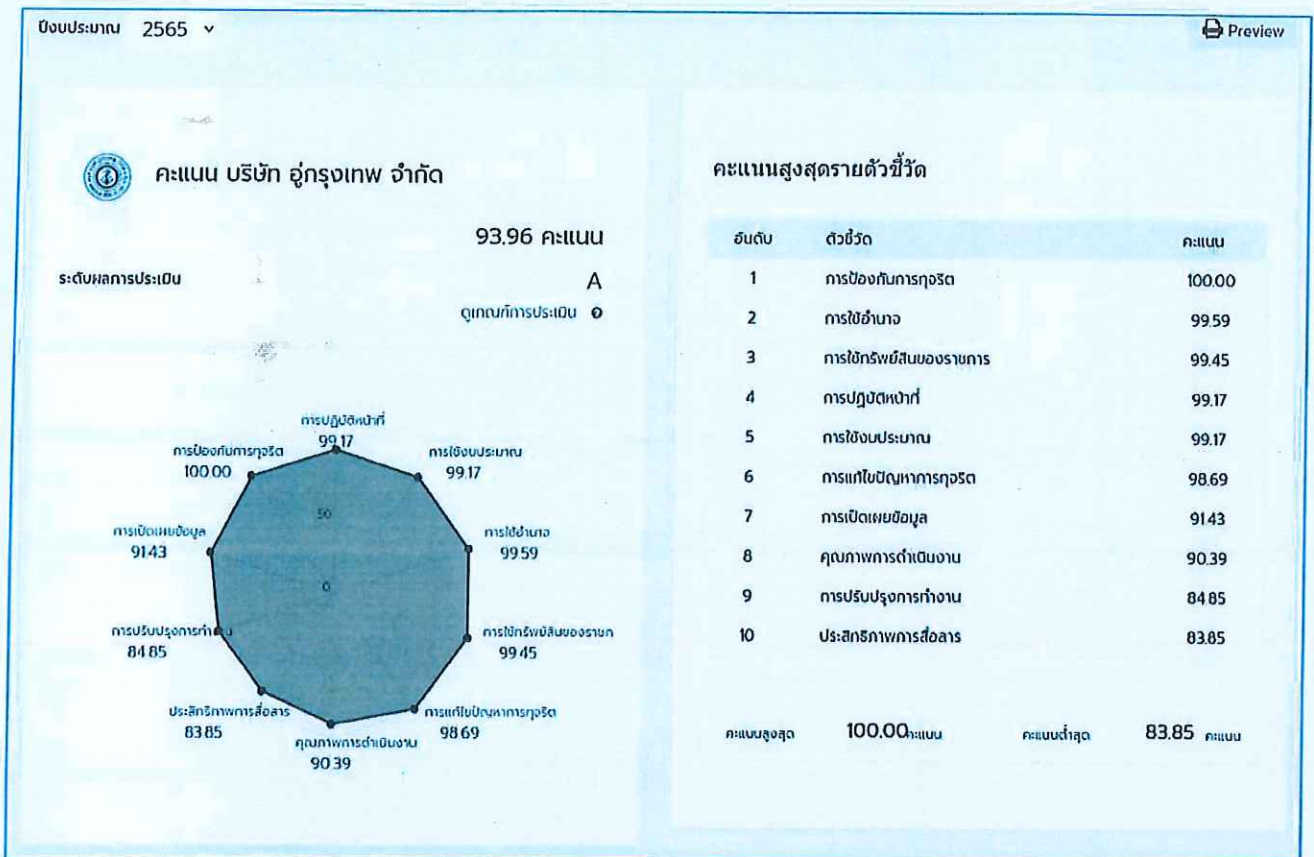 ปีงบประมาณ 2565
Preview
คะแนน บริษัท อู่กรุงเทพ จำกัด
93.96 คะแนน
ระดับผลการประเมิน A
ดูเกณฑ์การประเมิน
การปฏิบัติหน้าที่
99.17
การป้องกันการทุจริต
100.00
การใช้งบประมาณ
99.17
50
การเปิดเผยข้อมูล
91.43
การใช้อำนาจ
99.59
0
การปรับปรุงการทำงาน
84.85
การใช้ทรัพย์สินของราชก
99.45
ประสิทธิภาพการสื่อสาร
83.85
การแก้ไขปัญหาการทุจริต
98.69
คุณภาพการดำเนินงาน
90.39
คะแนนสูงสุดรายตัวชี้วัด
อันดับ ตัวชี้วัด คะแนน
1 การป้องกันการทุจริต 100.00
2 การใช้อำนาจ 99.59
3 การใช้ทรัพย์สินของราชการ 99.45
4 การปฏิบัติหน้าที่ 99.17
5 การใช้งบประมาณ 99.17
6 การแก้ไขปัญหาการทุจริต 98.69
7 การเปิดเผยข้อมูล 91.43
8 คุณภาพการดำเนินงาน 90.39
9 การปรับปรุงการทำงาน 84.85
10 ประสิทธิภาพการสื่อสาร 83.85
คะแนนสูงสุด 100.00 คะแนน คะแนนต่ำสุด 83.85 คะแนน